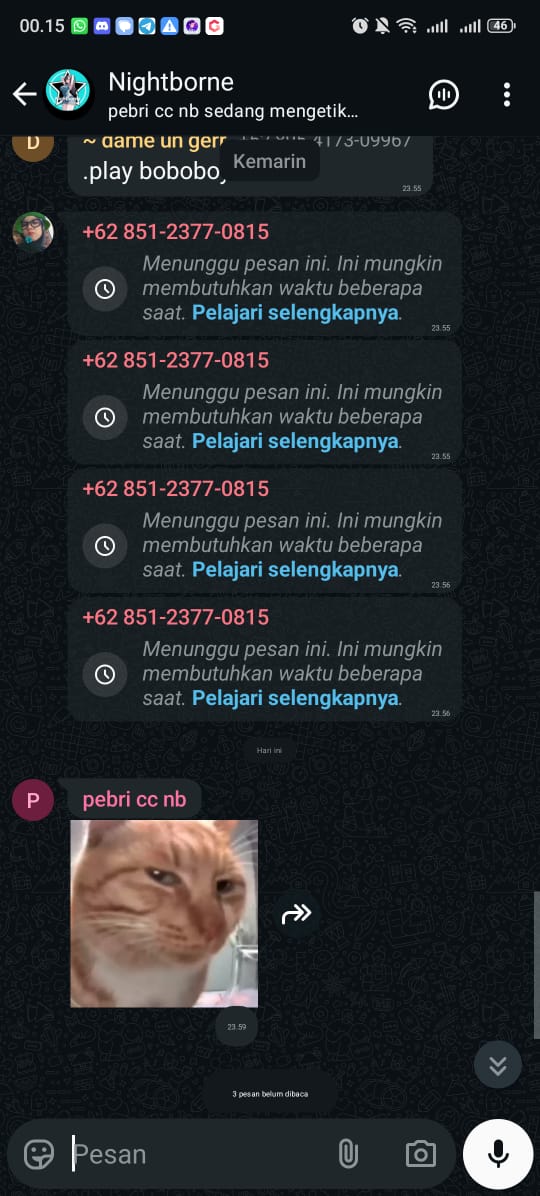 00.15
46
Nightborne
pebri cc nb sedang mengetik...
D
~ dame un gerr
Kemarin
.play boboboy
23.55
+62 851-2377-0815
Menunggu pesan ini. Ini mungkin
membutuhkan waktu beberapa
saat. Pelajari selengkapnya.
23.55
+62 851-2377-0815
Menunggu pesan ini. Ini mungkin
membutuhkan waktu beberapa
saat. Pelajari selengkapnya.
23.55
+62 851-2377-0815
Menunggu pesan ini. Ini mungkin
membutuhkan waktu beberapa
saat. Pelajari selengkapnya.
23.56
+62 851-2377-0815
Menunggu pesan ini. Ini mungkin
membutuhkan waktu beberapa
saat. Pelajari selengkapnya.
23.56
Hari ini
P
pebri cc nb
23.59
3 pesan belum dibaca
Pesan